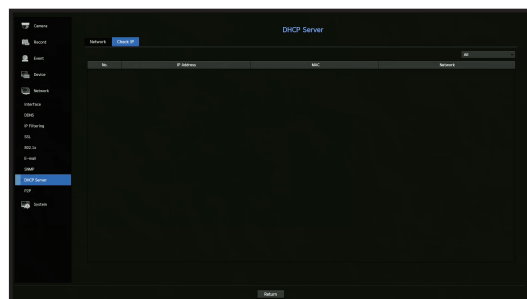 DHCP Server
Camera
Record
Event
Device
Network
Interface
DDNS
IP Filtering
SSL
802.1x
E-mail
SNMP
DHCP Server
P2P
System
Network Check IP
All
No. IP Address MAC Network
Return